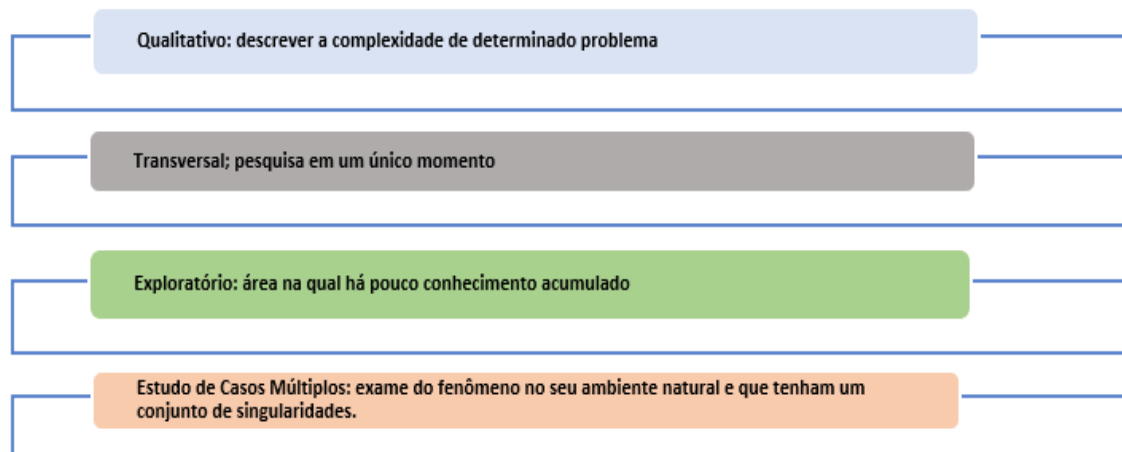 Qualitativo: descrever a complexidade de determinado problema
Transversal; pesquisa em um único momento
Exploratório: área na qual há pouco conhecimento acumulado
Estudo de Casos Múltiplos: exame do fenômeno no seu ambiente natural e que tenham um
conjunto de singularidades.